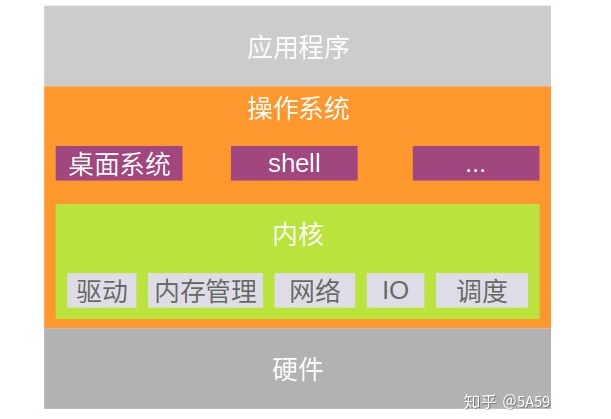 应用程序
操作系统
桌面系统 shell ...
内核
驱动 内存管理 网络 IO 调度
硬件
知乎 @5A59